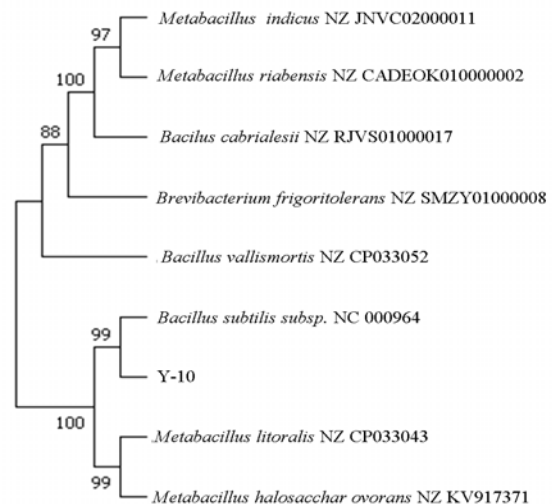 Metabacillus indicus NZ JNVC02000011
97
Metabacillus riabensis NZ CADEOK010000002
100
Bacilus cabrialesii NZ RJVS01000017
88
Brevibacterium frigoritolerans NZ SMZY01000008
Bacillus vallismortis NZ CP033052
Bacillus subtilis subsp. NC 000964
99
Y-10
100
Metabacillus litoralis NZ CP033043
99
Metabacillus halosacchar ovorans NZ KV917371